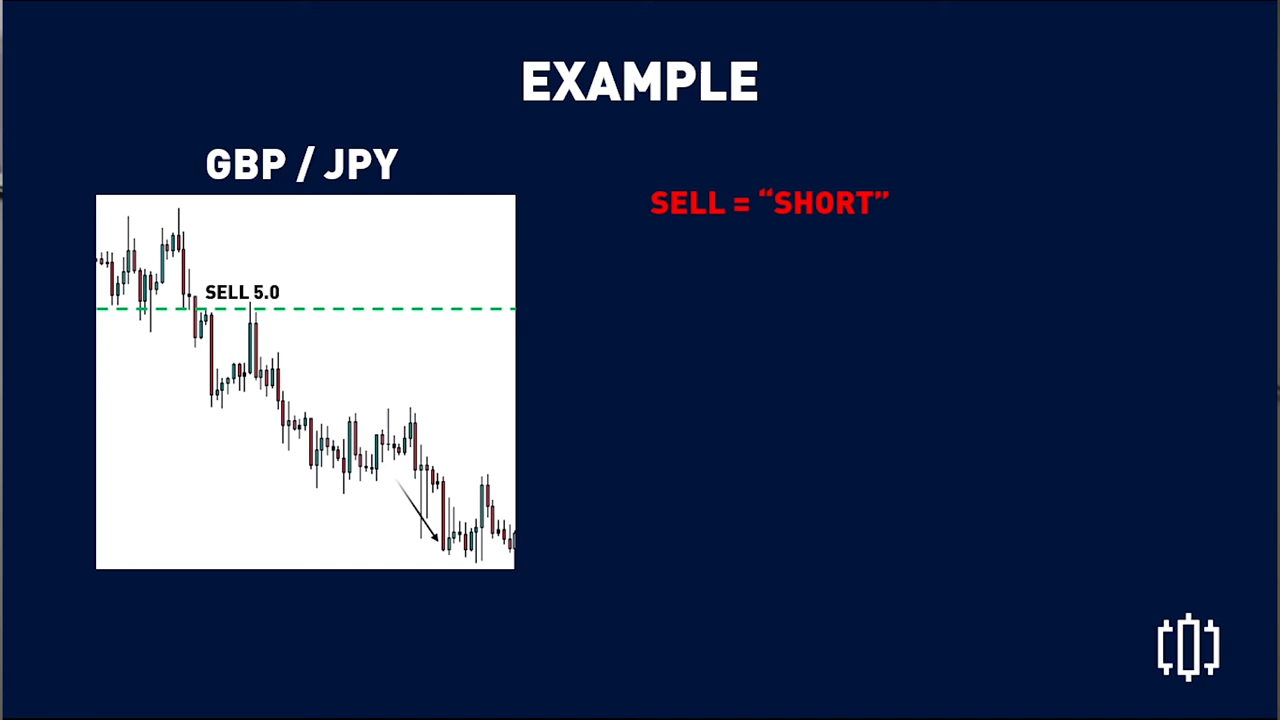 EXAMPLE
GBP / JPY
SELL = “SHORT”
SELL 5.0